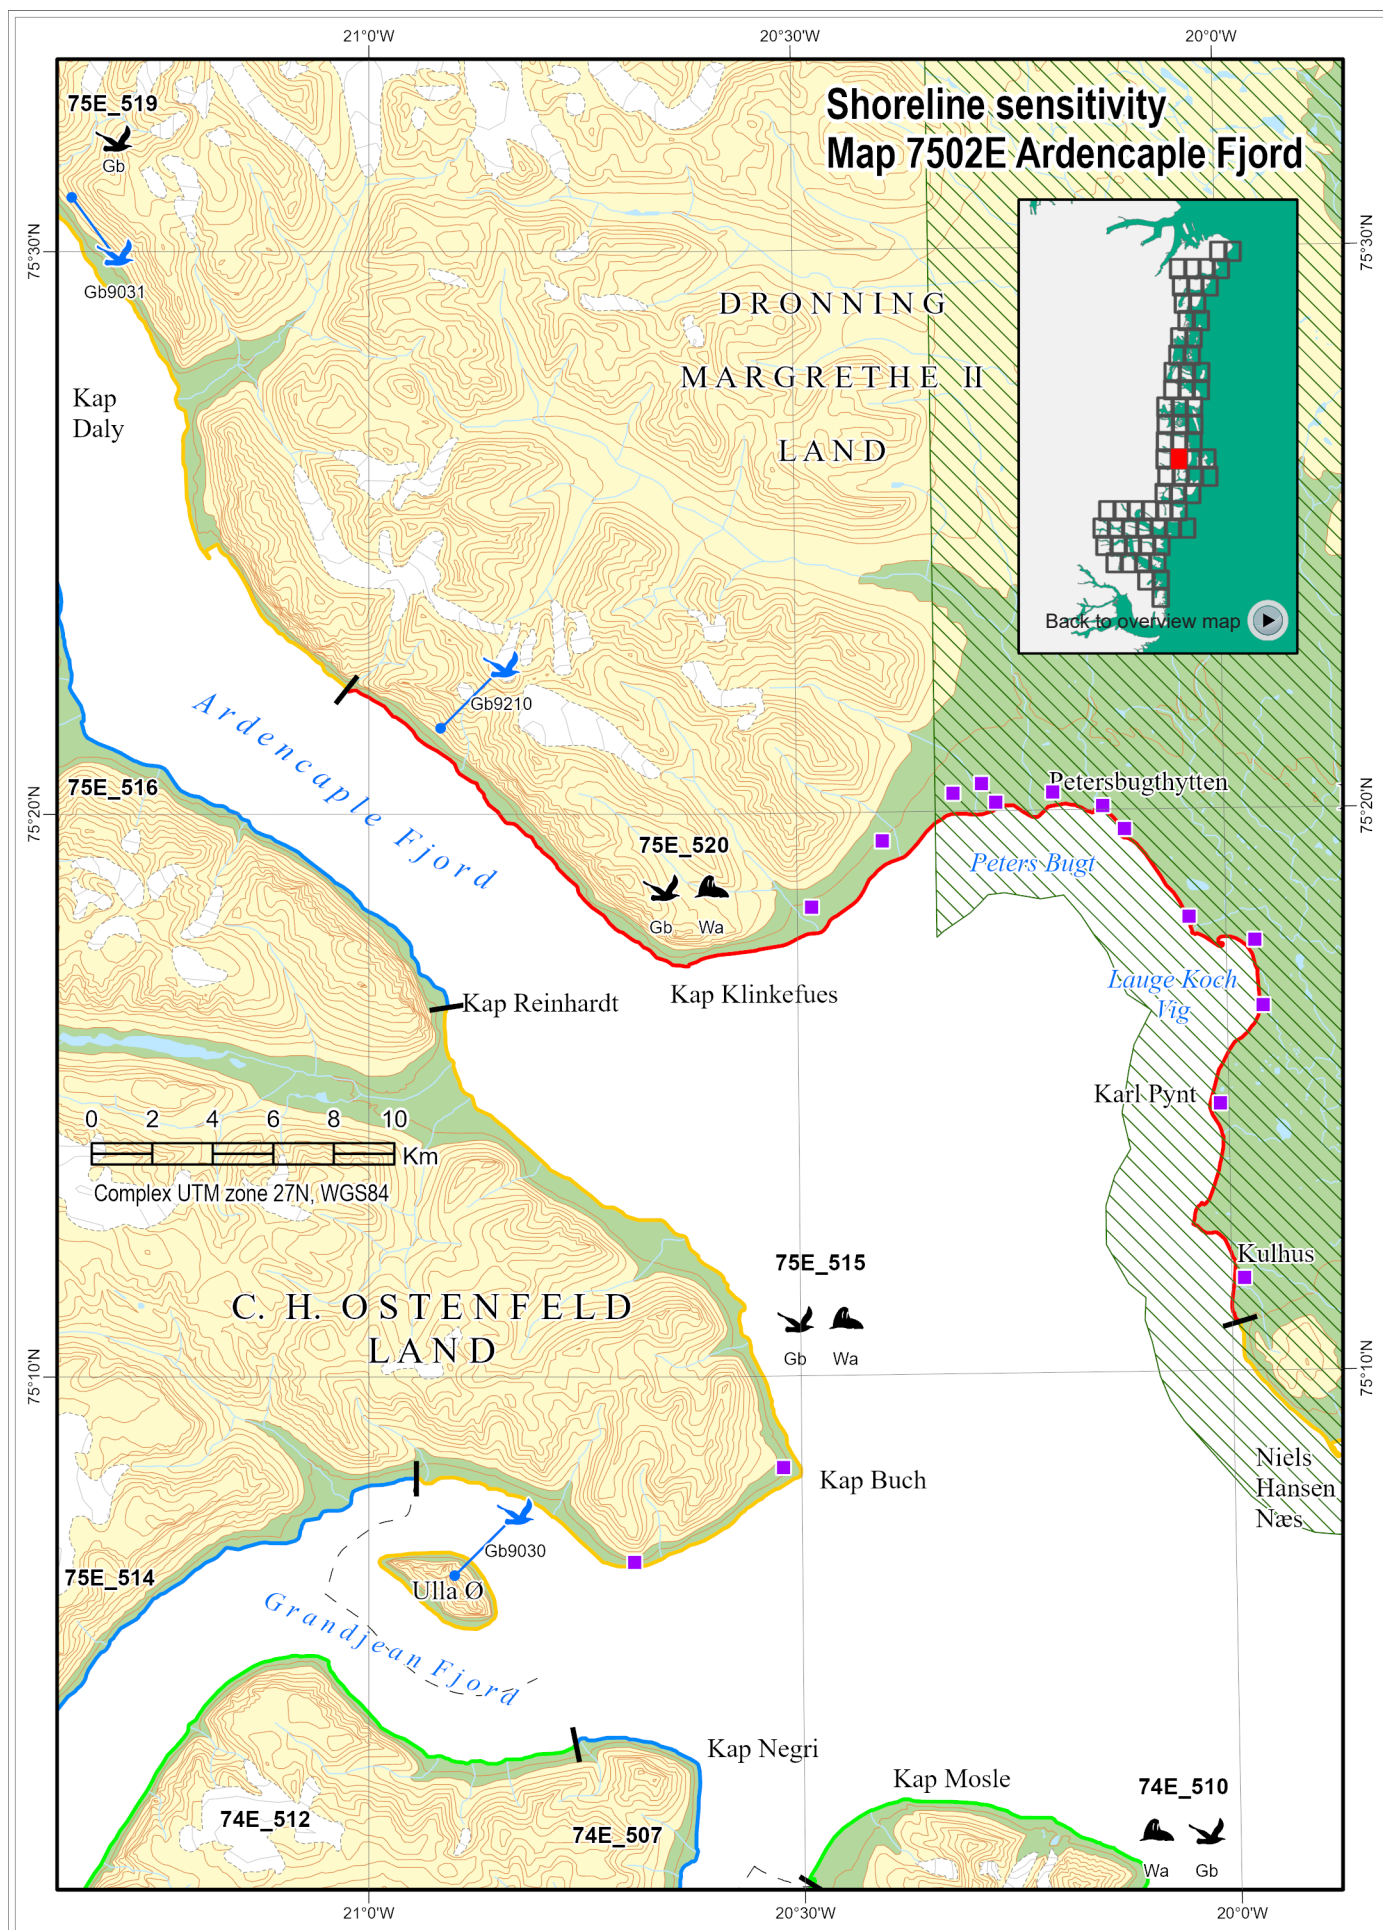 21°0'W
20°30'W
20°0'W
Shoreline sensitivity
Map 7502E Ardencaple Fjord
75E_519
Gb
Gb9031
75°30'N
75°30'N
DRONNING
MARGRETHE II
LAND
Kap
Daly
Back to overview map
Gb9210
Ardencaple Fjord
75E_516
75°20'N
75°20'N
Petersbugthytten
75E_520
Gb
Wa
Peters Bugt
Lauge Koch
Vig
Kap Reinhardt
Kap Klinkefues
Karl Pynt
0 2 4 6 8 10
Km
Complex UTM zone 27N, WGS84
75E_515
Gb
Wa
Kulhus
C. H. OSTENFELD
LAND
75°10'N
75°10'N
Kap Buch
Niels
Hansen
Næs
Gb9030
75E_514
Ulla Ø
Grandjean Fjord
Kap Negri
Kap Mosle
74E_510
Wa
Gb
74E_512
74E_507
21°0'W
20°30'W
20°0'W